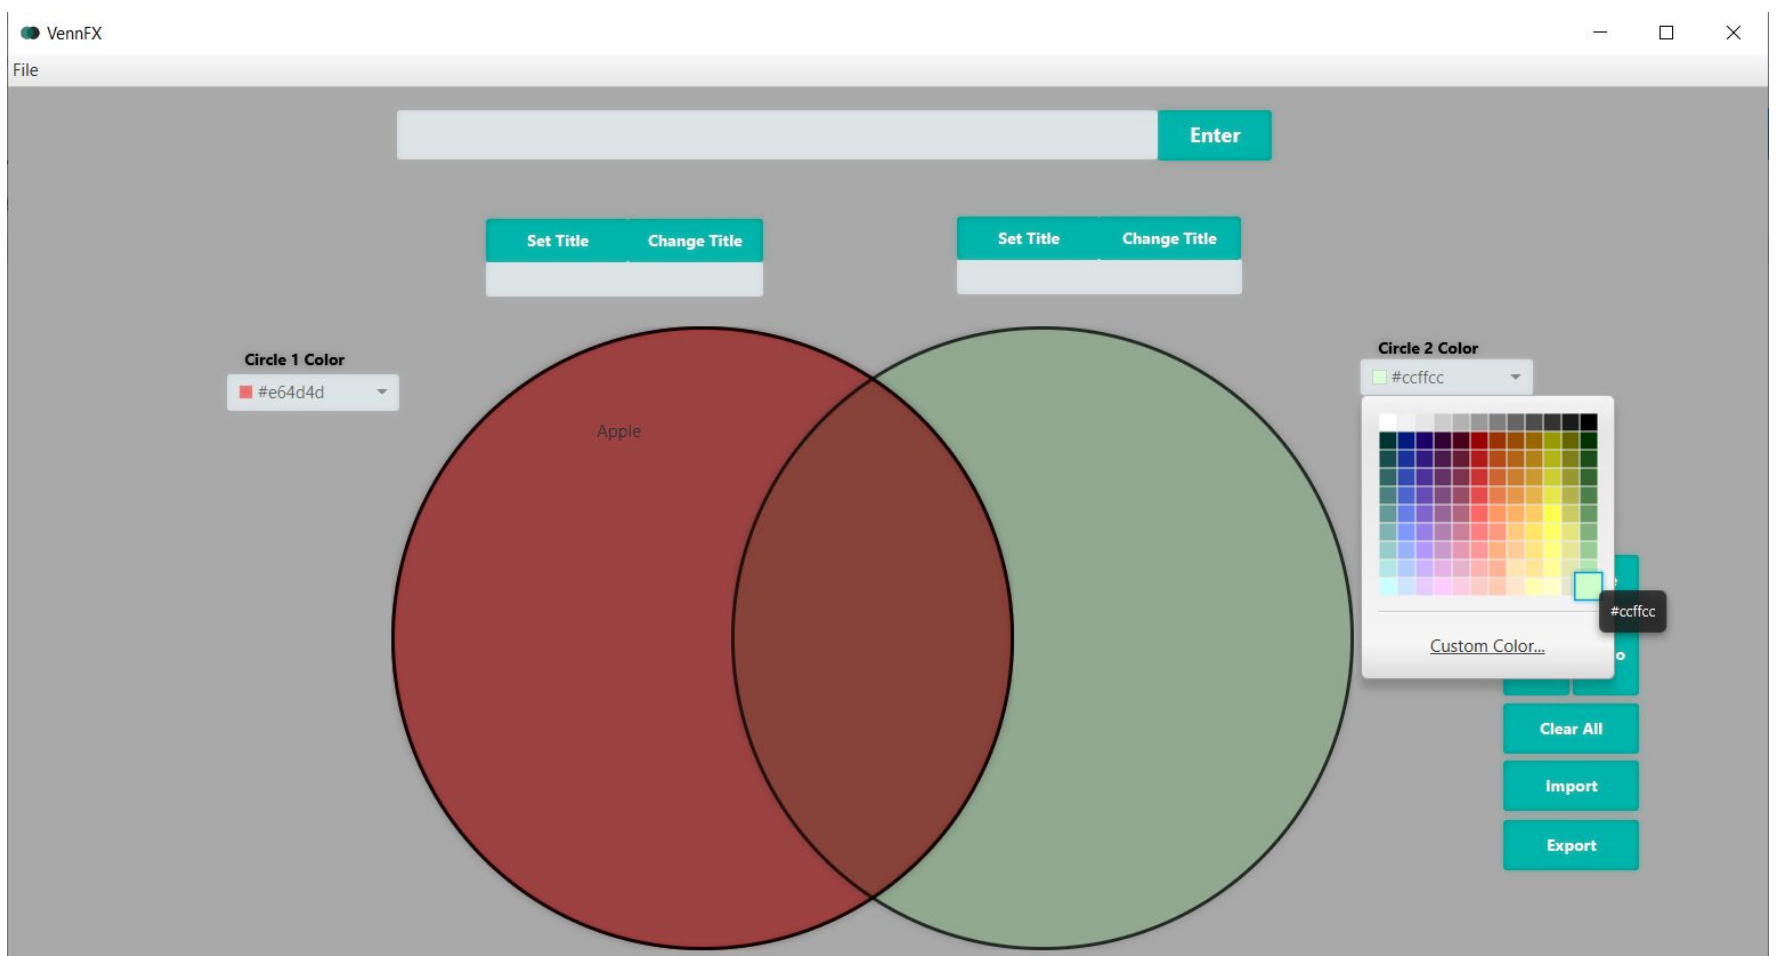 VennFX
File
Enter
Set Title Change Title
Set Title Change Title
Circle 1 Color
#e64d4d
Circle 2 Color
#ccffcc
Apple
#ccffcc
Custom Color...
Clear All
Import
Export